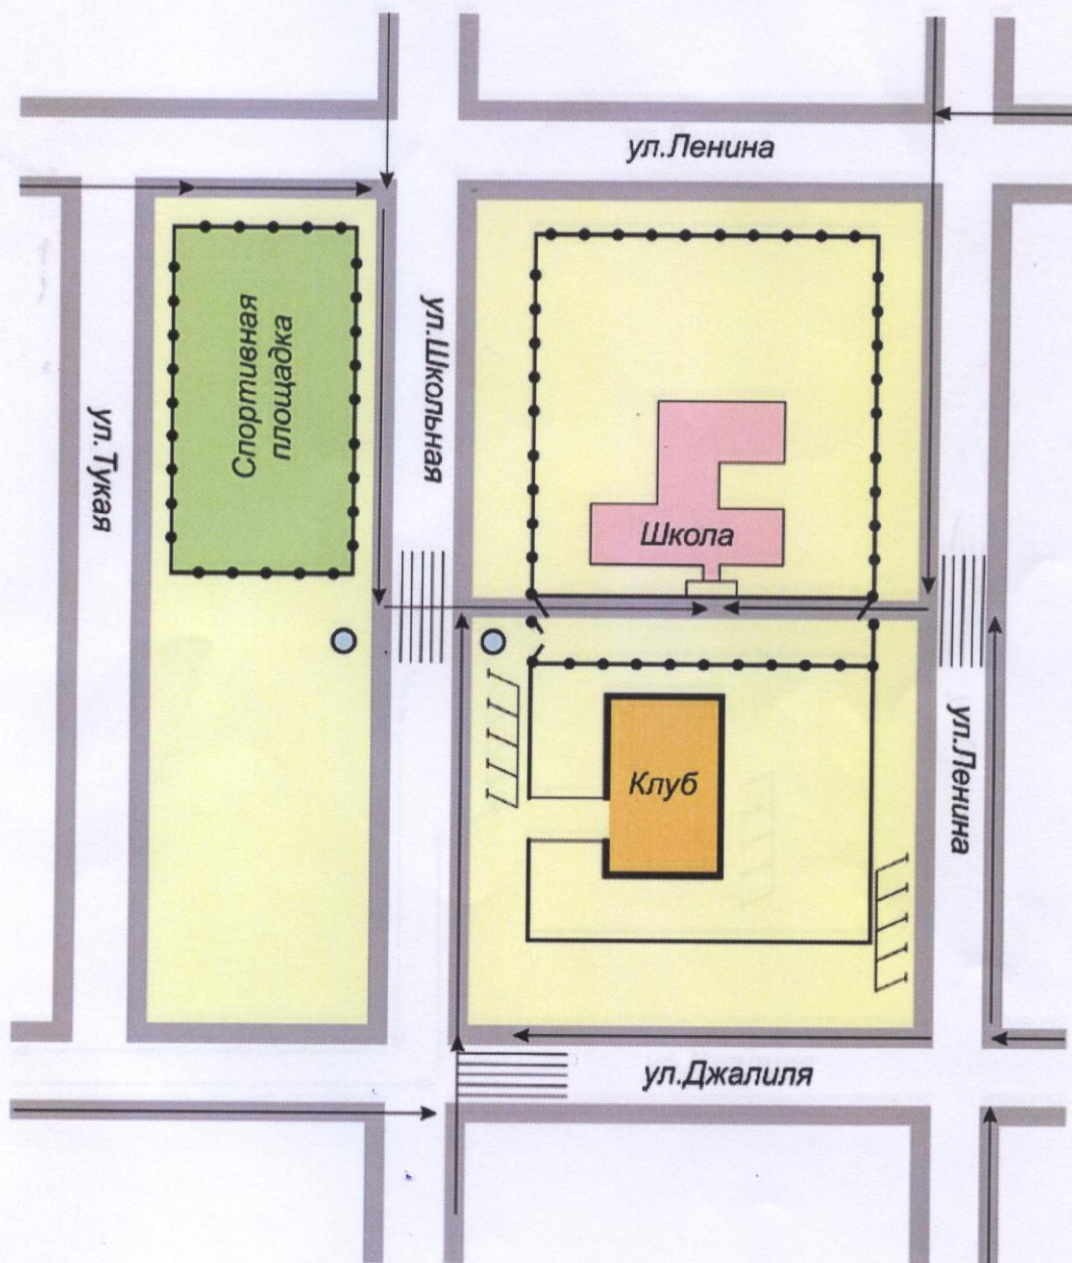 ул.Ленина
Спортивная
площадка
ул.Школьная
ул. Тукая
Школа
Клуб
ул.Ленина
ул.Джалиля